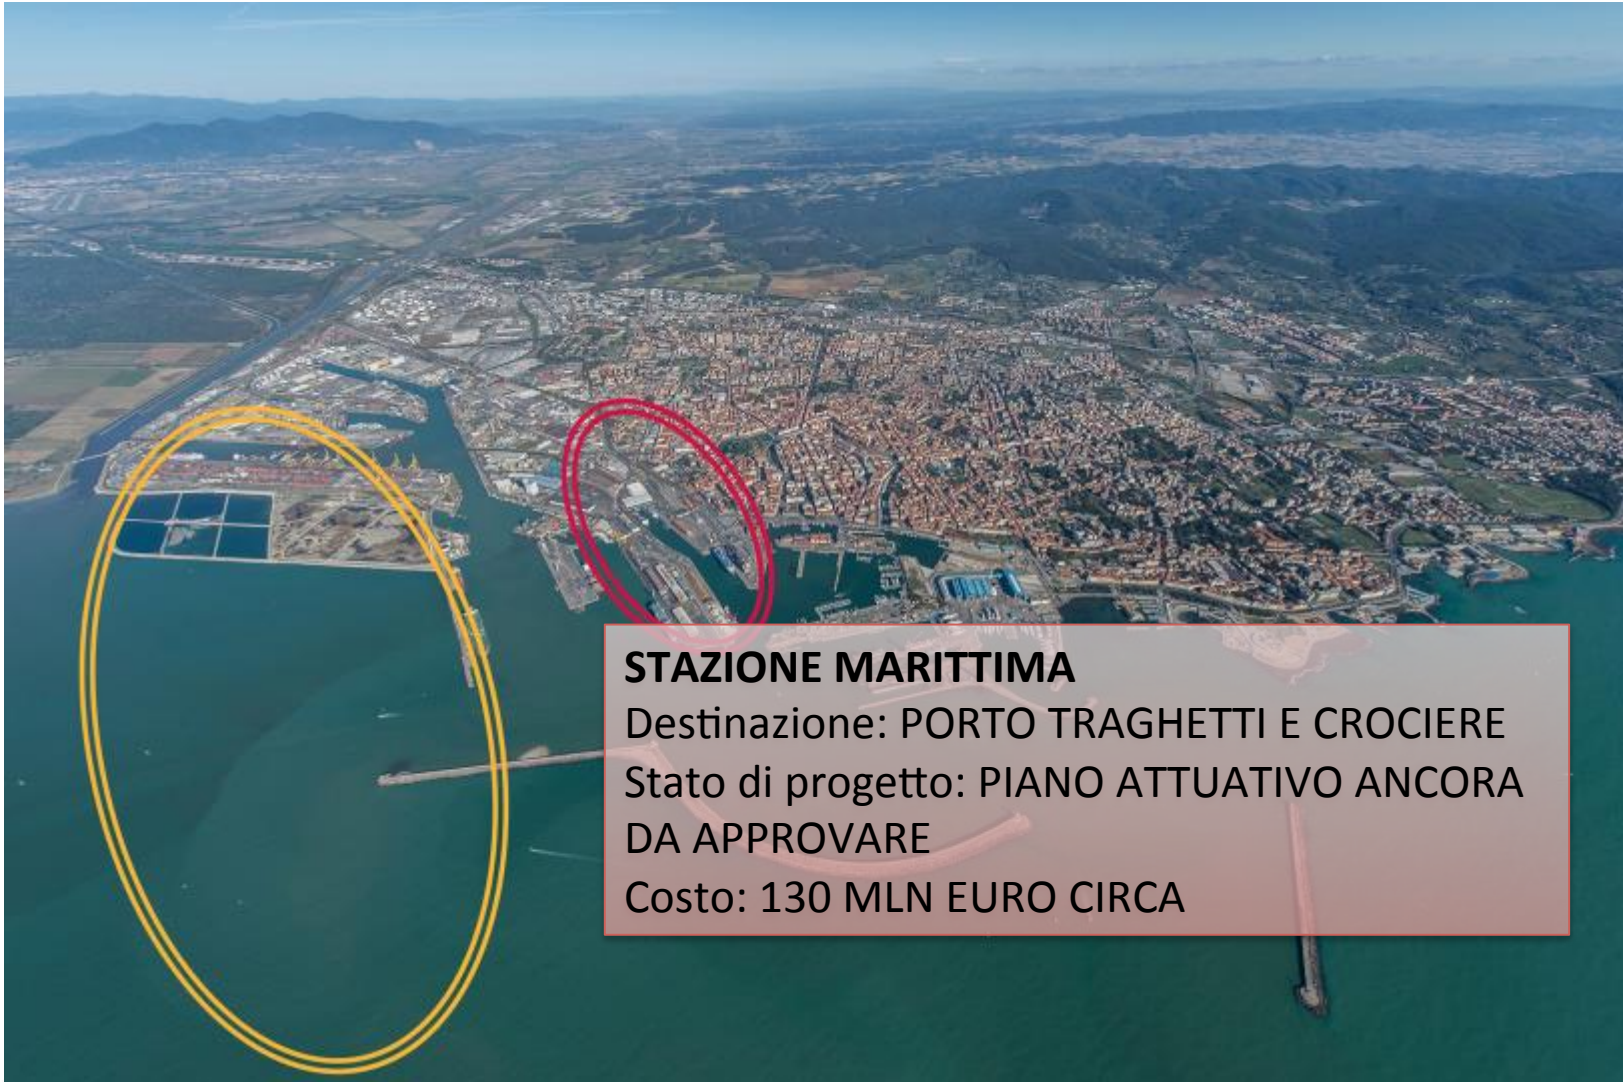 STAZIONE MARITTIMA
Destinazione: PORTO TRAGHETTI E CROCIERE
Stato di progetto: PIANO ATTUATIVO ANCORA
DA APPROVARE
Costo: 130 MLN EURO CIRCA